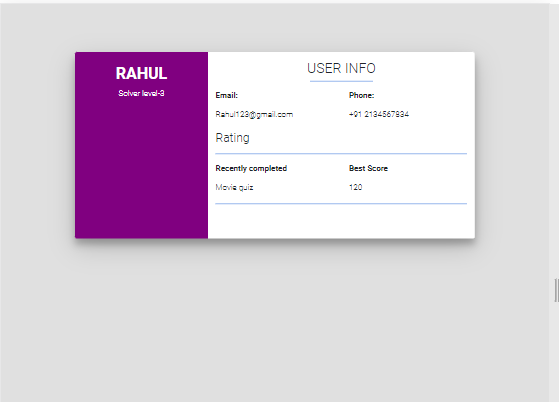 RAHUL
Solver level-3
USER INFO
Email: Phone:
Rahul123@gmail.com +91 2134567834
Rating
Recently completed Best Score
Movie quiz 120